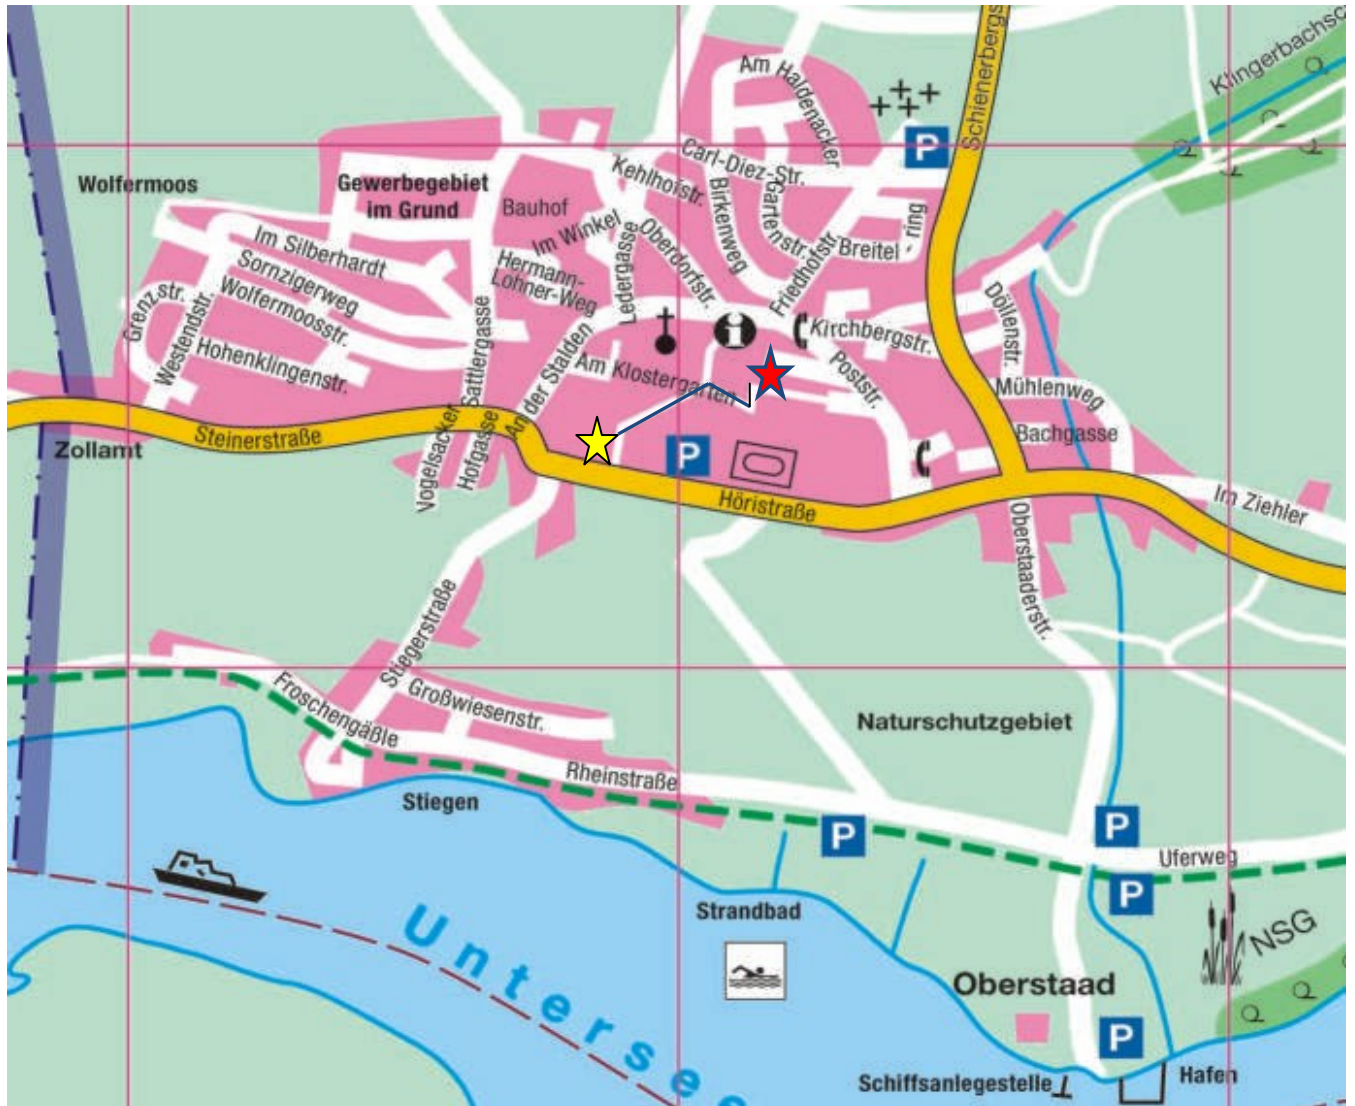 Am Haldenacker
Schienerbergs
Klingerbachsc
P
Carl-Diez-Str.
Kehlhofstr.
Wolfermoos
Gewerbegebiet
im Grund
Bauhof
Birkenweg
Gartenstr.
Breitel-ring
Im Winkel
Oberdorfstr.
Friedhofstr.
Im Silberhardt
Ledergasse
Hermann-
Lohner-Weg
Sornzigerweg
Wolfermoosstr.
Grenzstr.
Westendstr.
Döllenstr.
i
Kirchbergstr.
Hohenklingenstr.
Sattlergasse
An der Stalden
Am Klostergarten
Poststr.
Mühlenweg
Bachgasse
Zollamt
Steinerstraße
Vogelsacker
Hofgasse
P
Höristraße
Im Ziehler
Oberstaaderstr.
Stiegerstraße
Großwiesenstr.
Froschengäßle
Naturschutzgebiet
Rheinstraße
Stiegen
P
P
Uferweg
P
Strandbad
NSG
Untersee
Oberstaad
P
Schiffsanlegestelle
Hafen